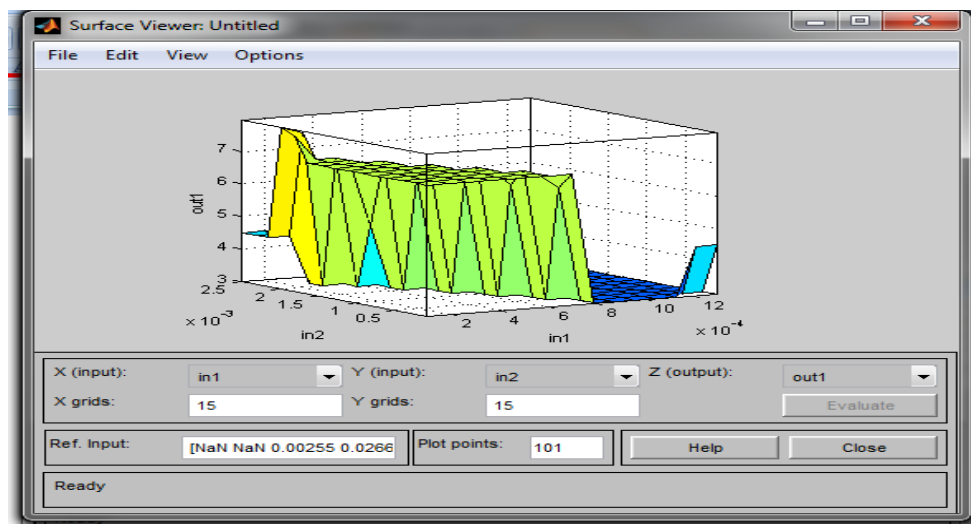 Surface Viewer: Untitled
File Edit View Options
7
6
5
4
3
out1
2.5
2
1.5
1
0.5
× 10⁻³
in2
2
4
6
8
10
12
× 10⁻⁴
in1
X (input): in1 Y (input): in2 Z (output): out1
X grids: 15 Y grids: 15 Evaluate
Ref. Input: [NaN NaN 0.00255 0.0266 Plot points: 101 Help Close
Ready